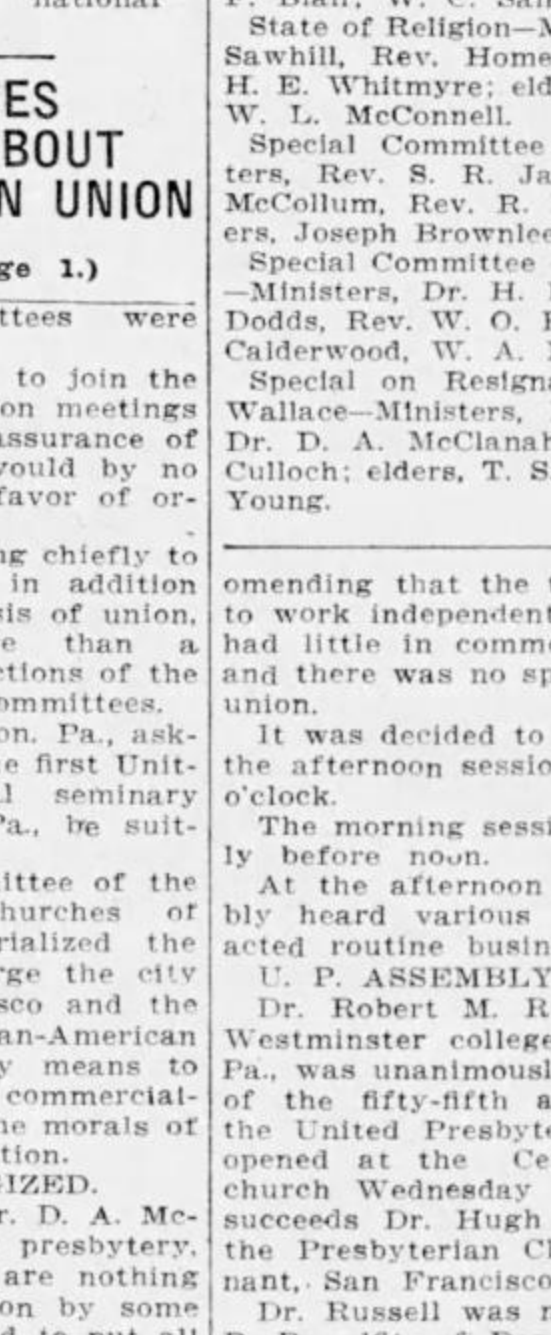 national
ES
BOUT
N UNION
ge 1.)
ttees were
to join the
on meetings
assurance of
would by no
favor of or-
ng chiefly to
in addition
sis of union,
e than a
ctions of the
ommittees.
on. Pa., ask-
e first Unit-
l seminary
Pa., be suit-
ittee of the
hurches of
rialized the
rge the city
sco and the
an-American
y means to
commercial-
he morals of
tion.
IZED.
r. D. A. Mc-
presbytery.
are nothing
on by some
State of Religion—M
Sawhill, Rev. Home
H. E. Whitmyre; eld
W. L. McConnell.
Special Committee
ters, Rev. S. R. Ja
McCollum, Rev. R.
ers, Joseph Brownlee
Special Committee
—Ministers, Dr. H.
Dodds, Rev. W. O.
Calderwood, W. A.
Special on Resigna
Wallace—Ministers,
Dr. D. A. McClanah
Culloch; elders, T. S.
Young.
omending that the t
to work independent
had little in commo
and there was no sp
union.
It was decided to
the afternoon sessio
o'clock.
The morning sessi
ly before noon.
At the afternoon
bly heard various
acted routine busin
U. P. ASSEMBLY
Dr. Robert M. R
Westminster college
Pa., was unanimousl
of the fifty-fifth a
the United Presbyte
opened at the Ce
church Wednesday
succeeds Dr. Hugh
the Presbyterian Ch
nant, San Francisco
Dr. Russell was